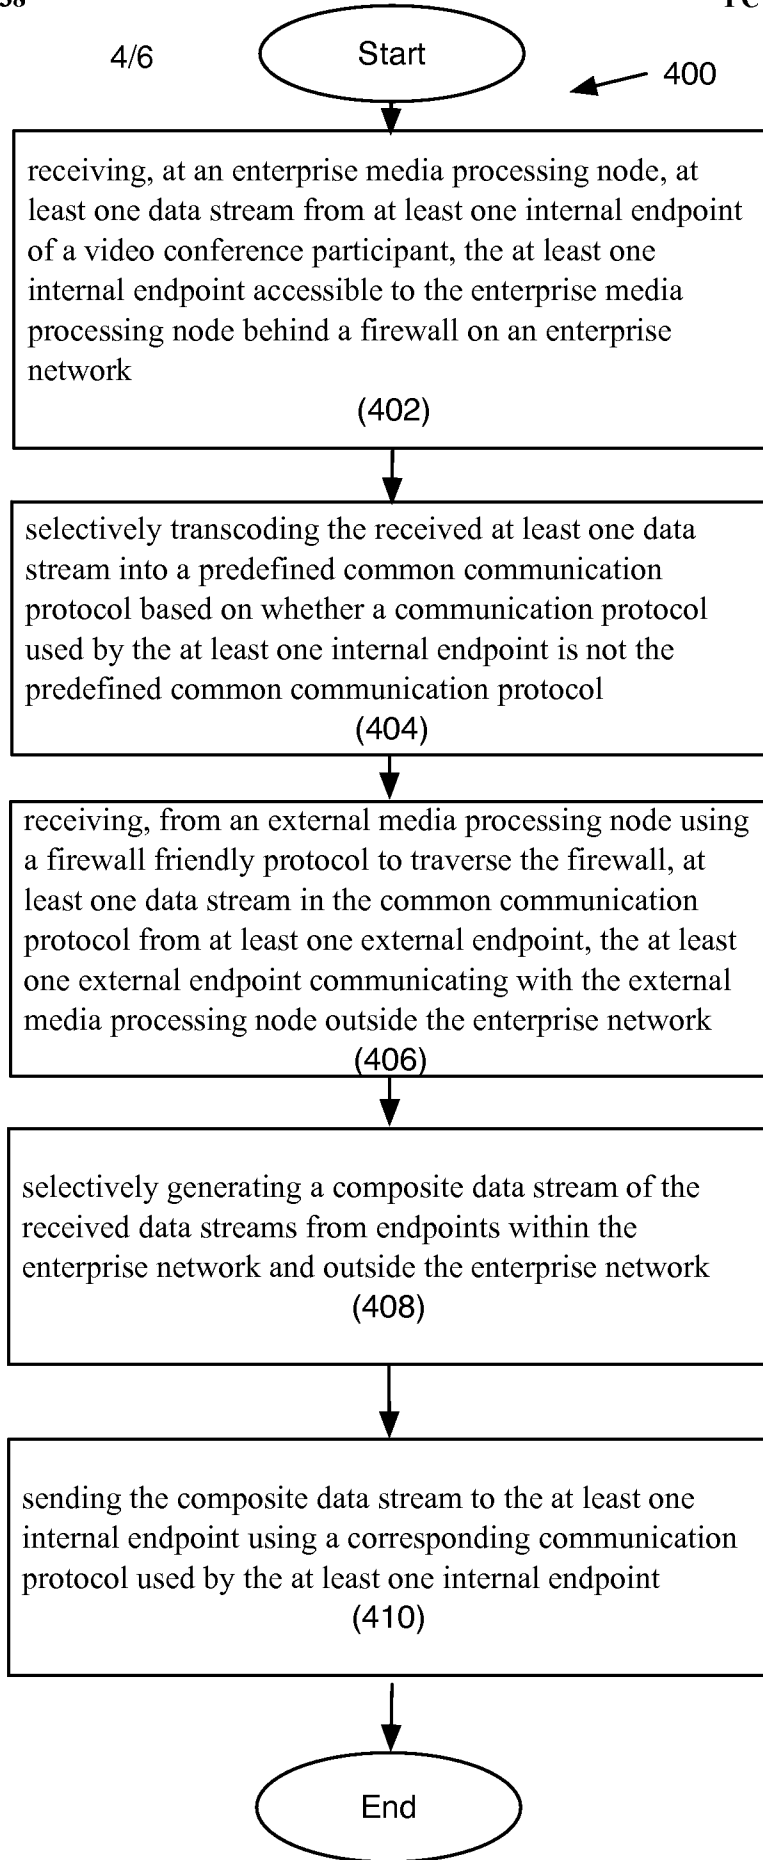 4/6
Start
400
receiving, at an enterprise media processing node, at
least one data stream from at least one internal endpoint
of a video conference participant, the at least one
internal endpoint accessible to the enterprise media
processing node behind a firewall on an enterprise
network
(402)
selectively transcoding the received at least one data
stream into a predefined common communication
protocol based on whether a communication protocol
used by the at least one internal endpoint is not the
predefined common communication protocol
(404)
receiving, from an external media processing node using
a firewall friendly protocol to traverse the firewall, at
least one data stream in the common communication
protocol from at least one external endpoint, the at least
one external endpoint communicating with the external
media processing node outside the enterprise network
(406)
selectively generating a composite data stream of the
received data streams from endpoints within the
enterprise network and outside the enterprise network
(408)
sending the composite data stream to the at least one
internal endpoint using a corresponding communication
protocol used by the at least one internal endpoint
(410)
End